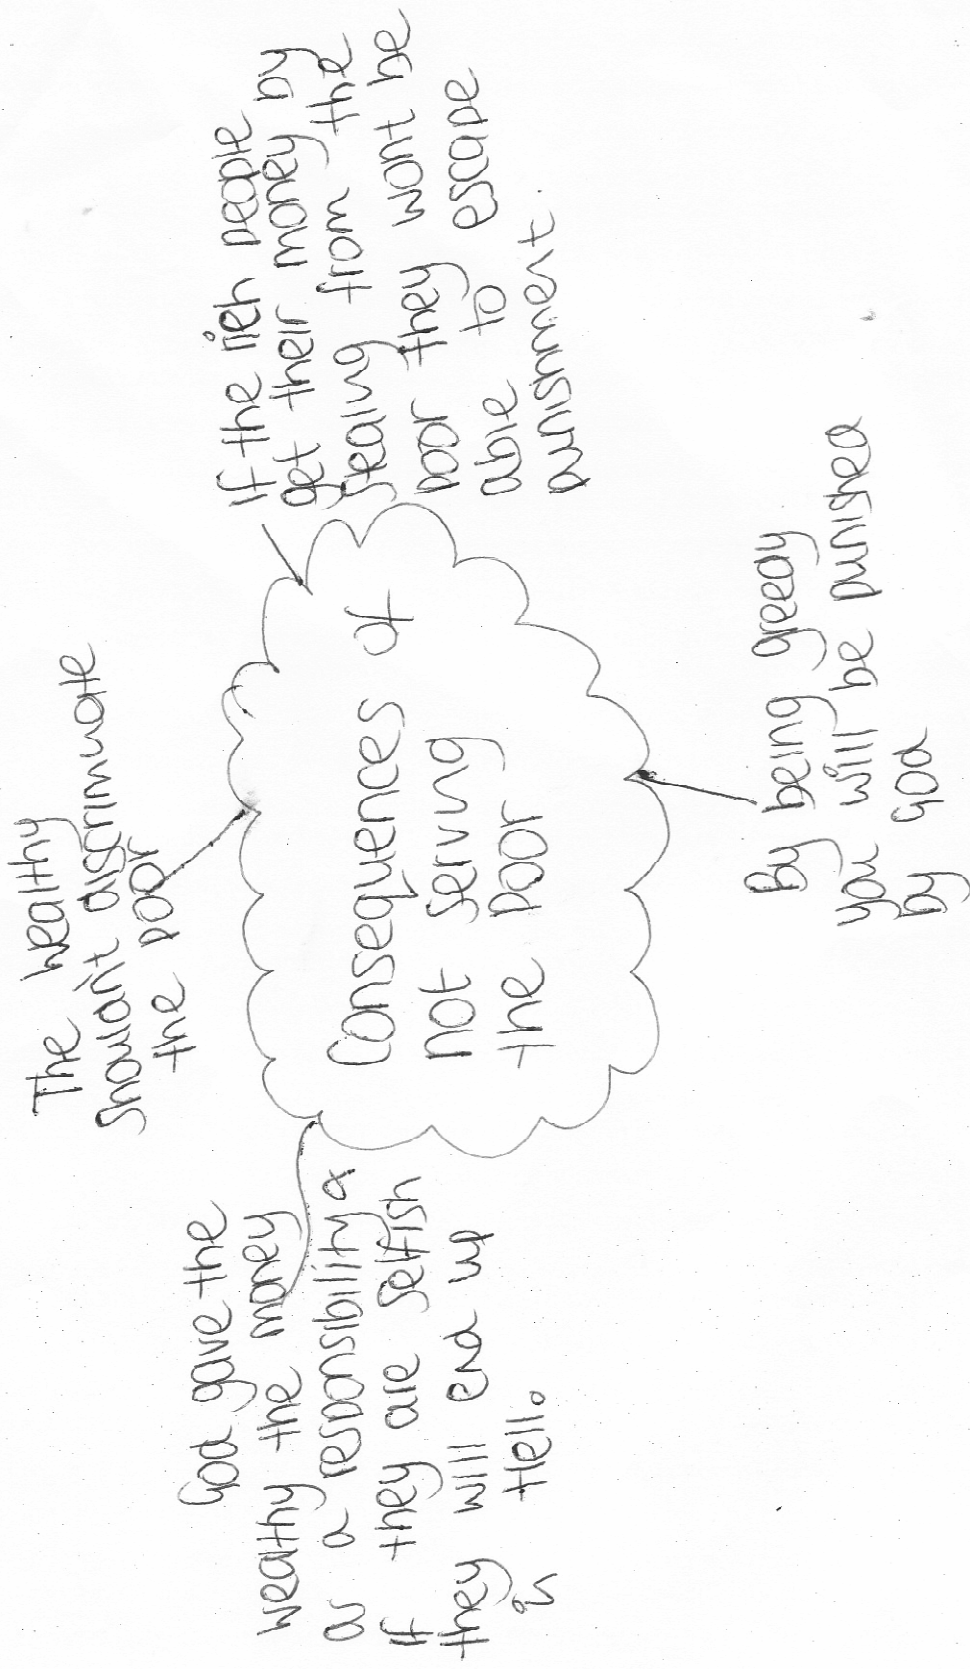 The wealthy
shouldn't discriminate
the poor
God gave the
wealthy the money
as a responsibility &
If they are selfish
they will end up
in Hell.
Consequences of
not serving
the poor
If the rich people
get their money by
stealing from the
poor they wont be
able to escape
punishment.
By being greedy
you will be punished
by God